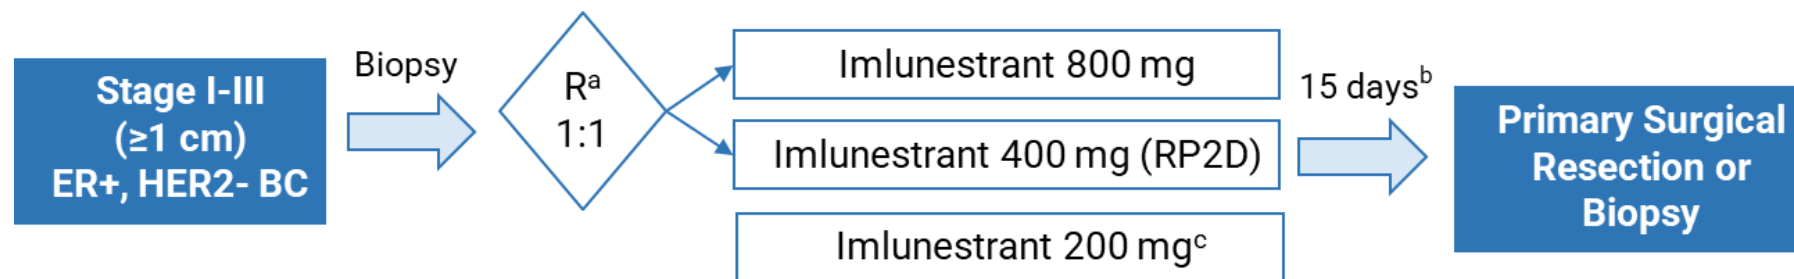 Stage I-III
(≥1 cm)
ER+, HER2- BC
Biopsy
Rᵃ
1:1
Imlunestrant 800 mg
Imlunestrant 400 mg (RP2D)
Imlunestrant 200 mgᶜ
15 daysᵇ
Primary Surgical
Resection or
Biopsy